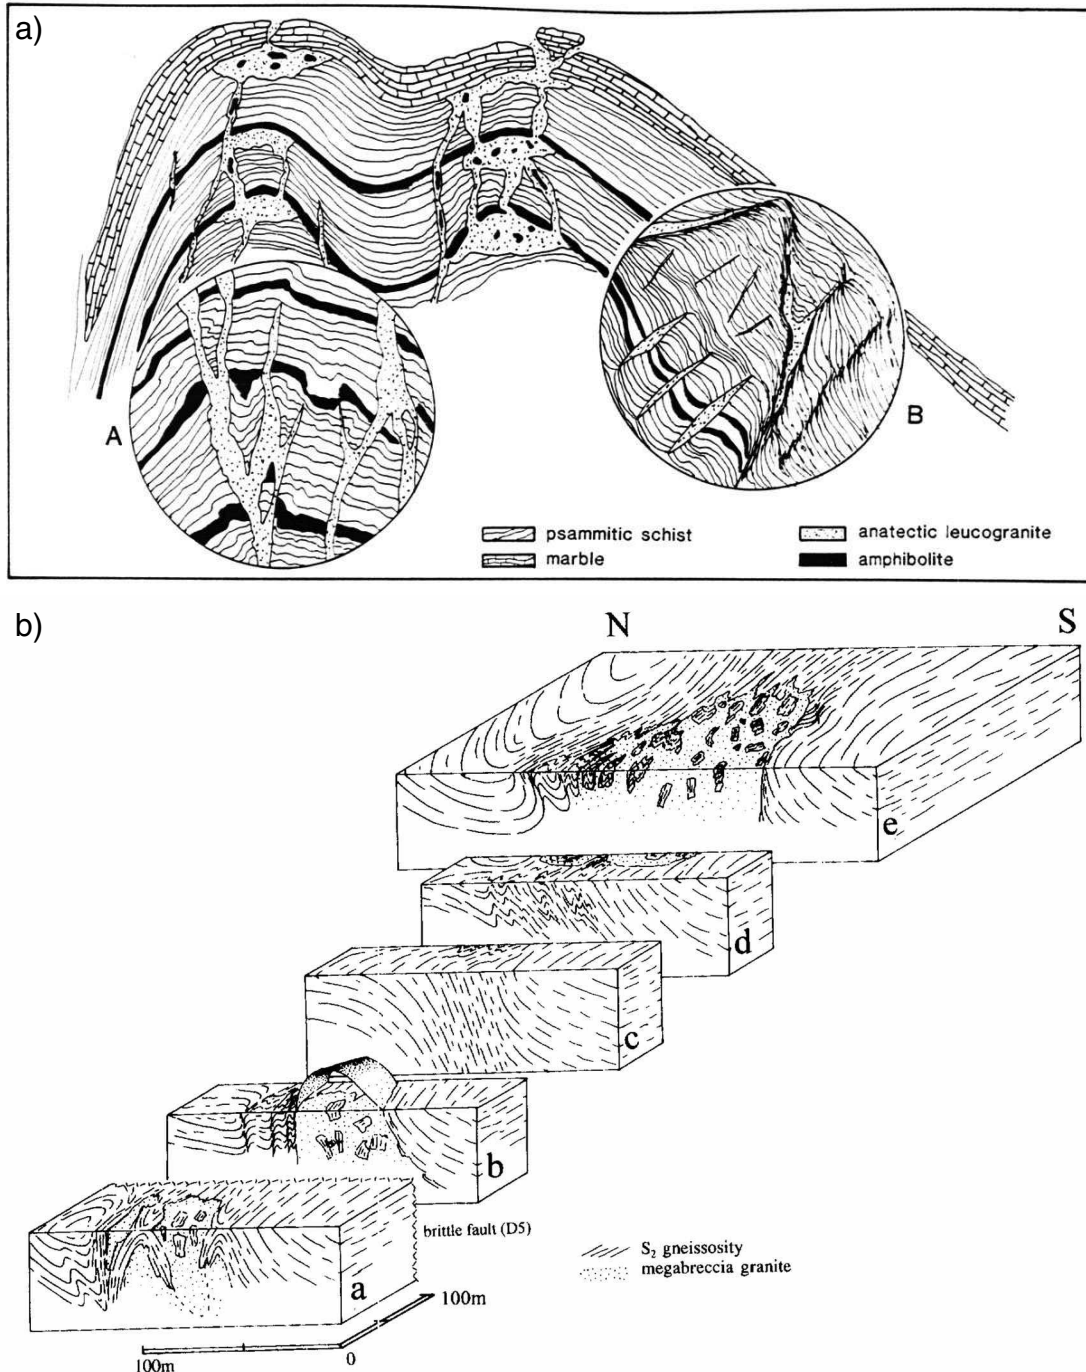 a)
A
B
psammitic schist
marble
anatectic leucogranite
amphibolite
b)
N
S
e
d
c
b
a
brittle fault (D5)
S₂ gneissosity
megabreccia granite
100m
100m
0